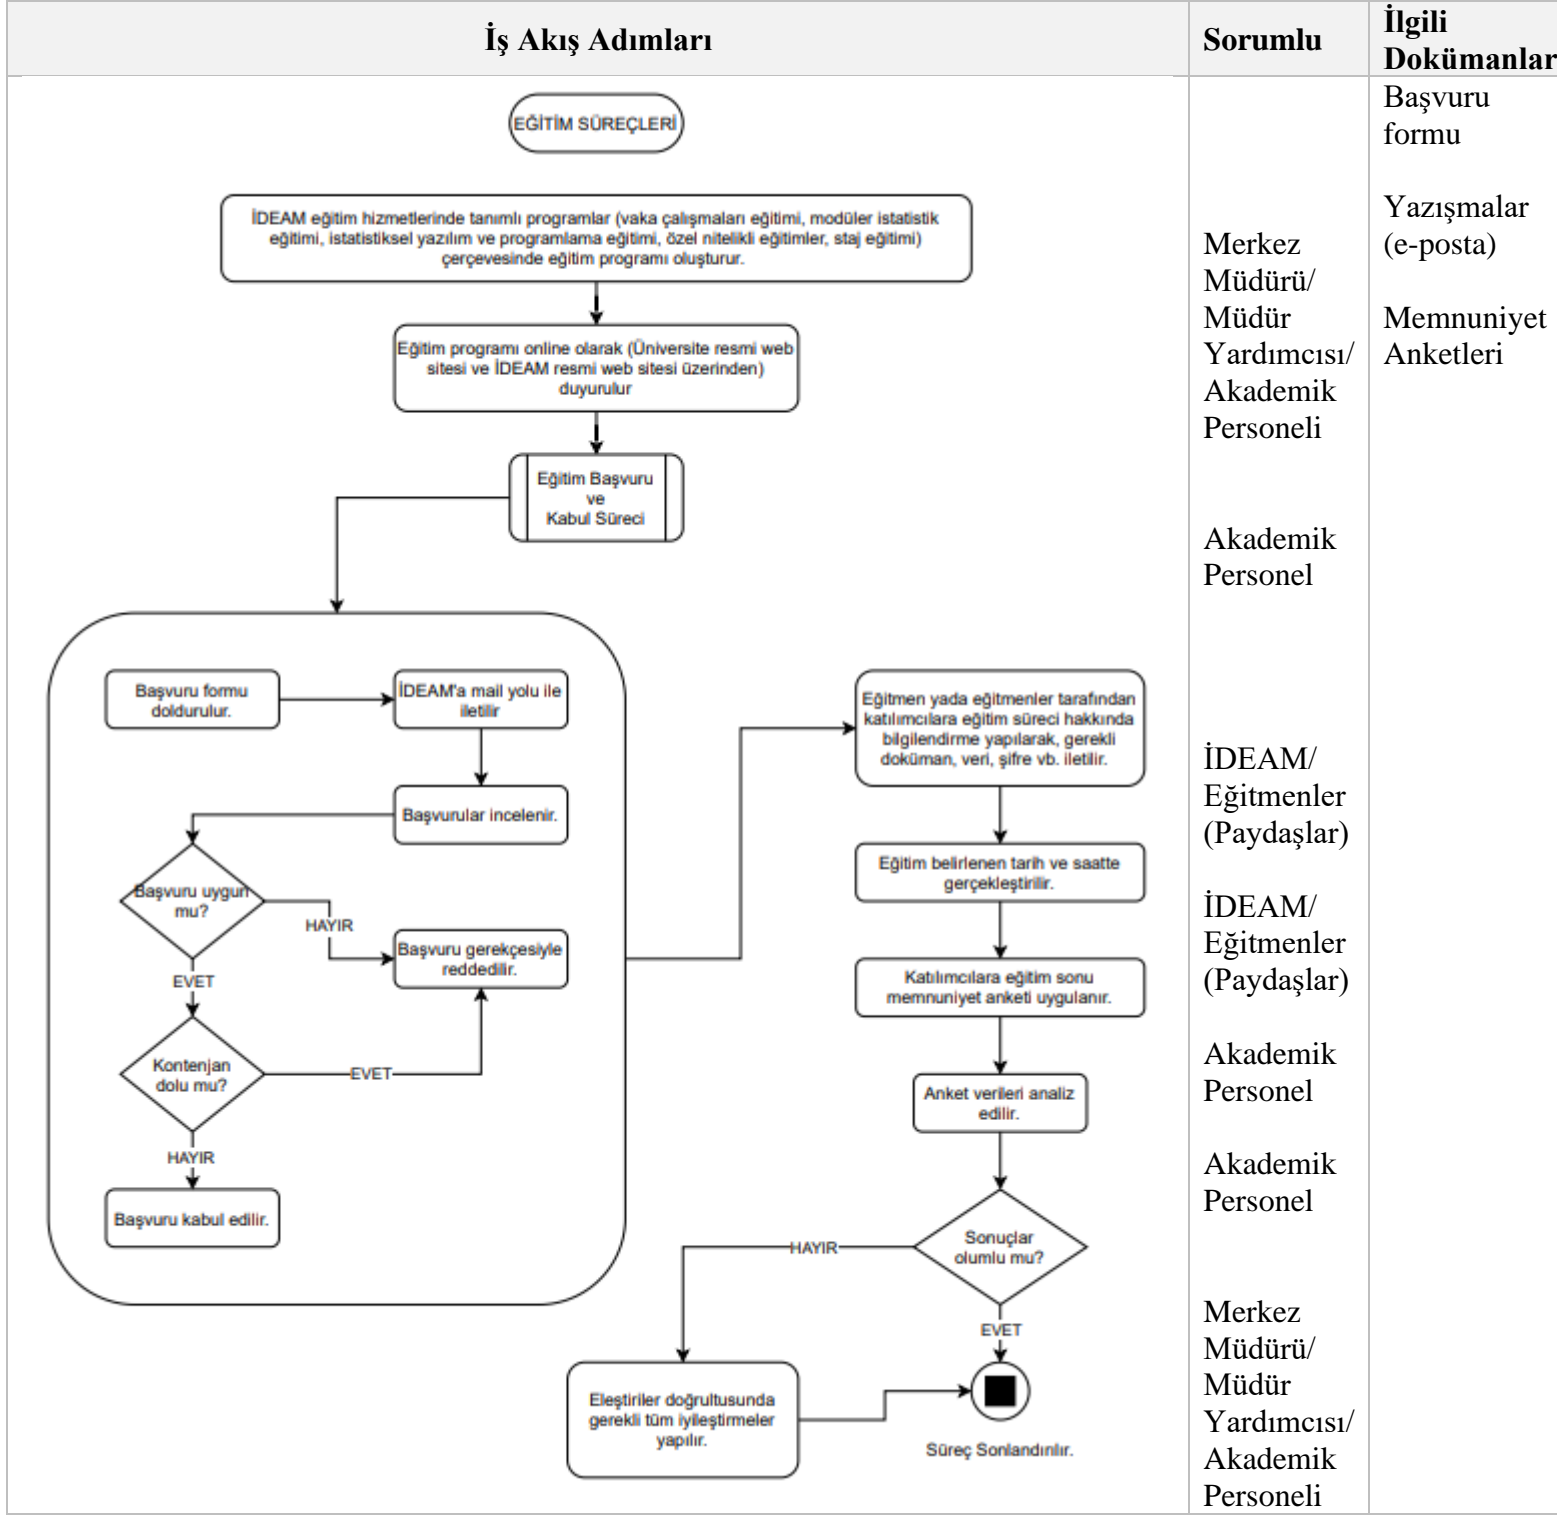 İş Akış Adımları
Sorumlu
İlgili
Dokümanlar
EĞİTİM SÜREÇLERİ
İDEAM eğitim hizmetlerinde tanımlı programlar (vaka çalışmaları eğitimi, modüler istatistik
eğitimi, istatistiksel yazılım ve programlama eğitimi, özel nitelikli eğitimler, staj eğitimi)
çerçevesinde eğitim programı oluşturur.
Eğitim programı online olarak (Üniversite resmi web
sitesi ve İDEAM resmi web sitesi üzerinden)
duyurulur
Eğitim Başvuru
ve
Kabul Süreci
Başvuru formu
doldurulur.
İDEAM'a mail yolu ile
iletilir
Başvurular incelenir.
Başvuru uygun
mu?
HAYIR
Başvuru gerekçesiyle
reddedilir.
EVET
Kontenjan
dolu mu?
EVET
HAYIR
Başvuru kabul edilir.
Eğitmen yada eğitmenler tarafından
katılımcılara eğitim süreci hakkında
bilgilendirme yapılarak, gerekli
doküman, veri, şifre vb. iletilir.
Eğitim belirlenen tarih ve saatte
gerçekleştirilir.
Katılımcılara eğitim sonu
memnuniyet anketi uygulanır.
Anket verileri analiz
edilir.
Sonuçlar
olumlu mu?
HAYIR
EVET
Eleştiriler doğrultusunda
gerekli tüm iyileştirmeler
yapılır.
Süreç Sonlandırılır.
Merkez
Müdürü/
Müdür
Yardımcısı/
Akademik
Personeli
Akademik
Personel
İDEAM/
Eğitmenler
(Paydaşlar)
İDEAM/
Eğitmenler
(Paydaşlar)
Akademik
Personel
Akademik
Personel
Merkez
Müdürü/
Müdür
Yardımcısı/
Akademik
Personeli
Başvuru
formu
Yazışmalar
(e-posta)
Memnuniyet
Anketleri